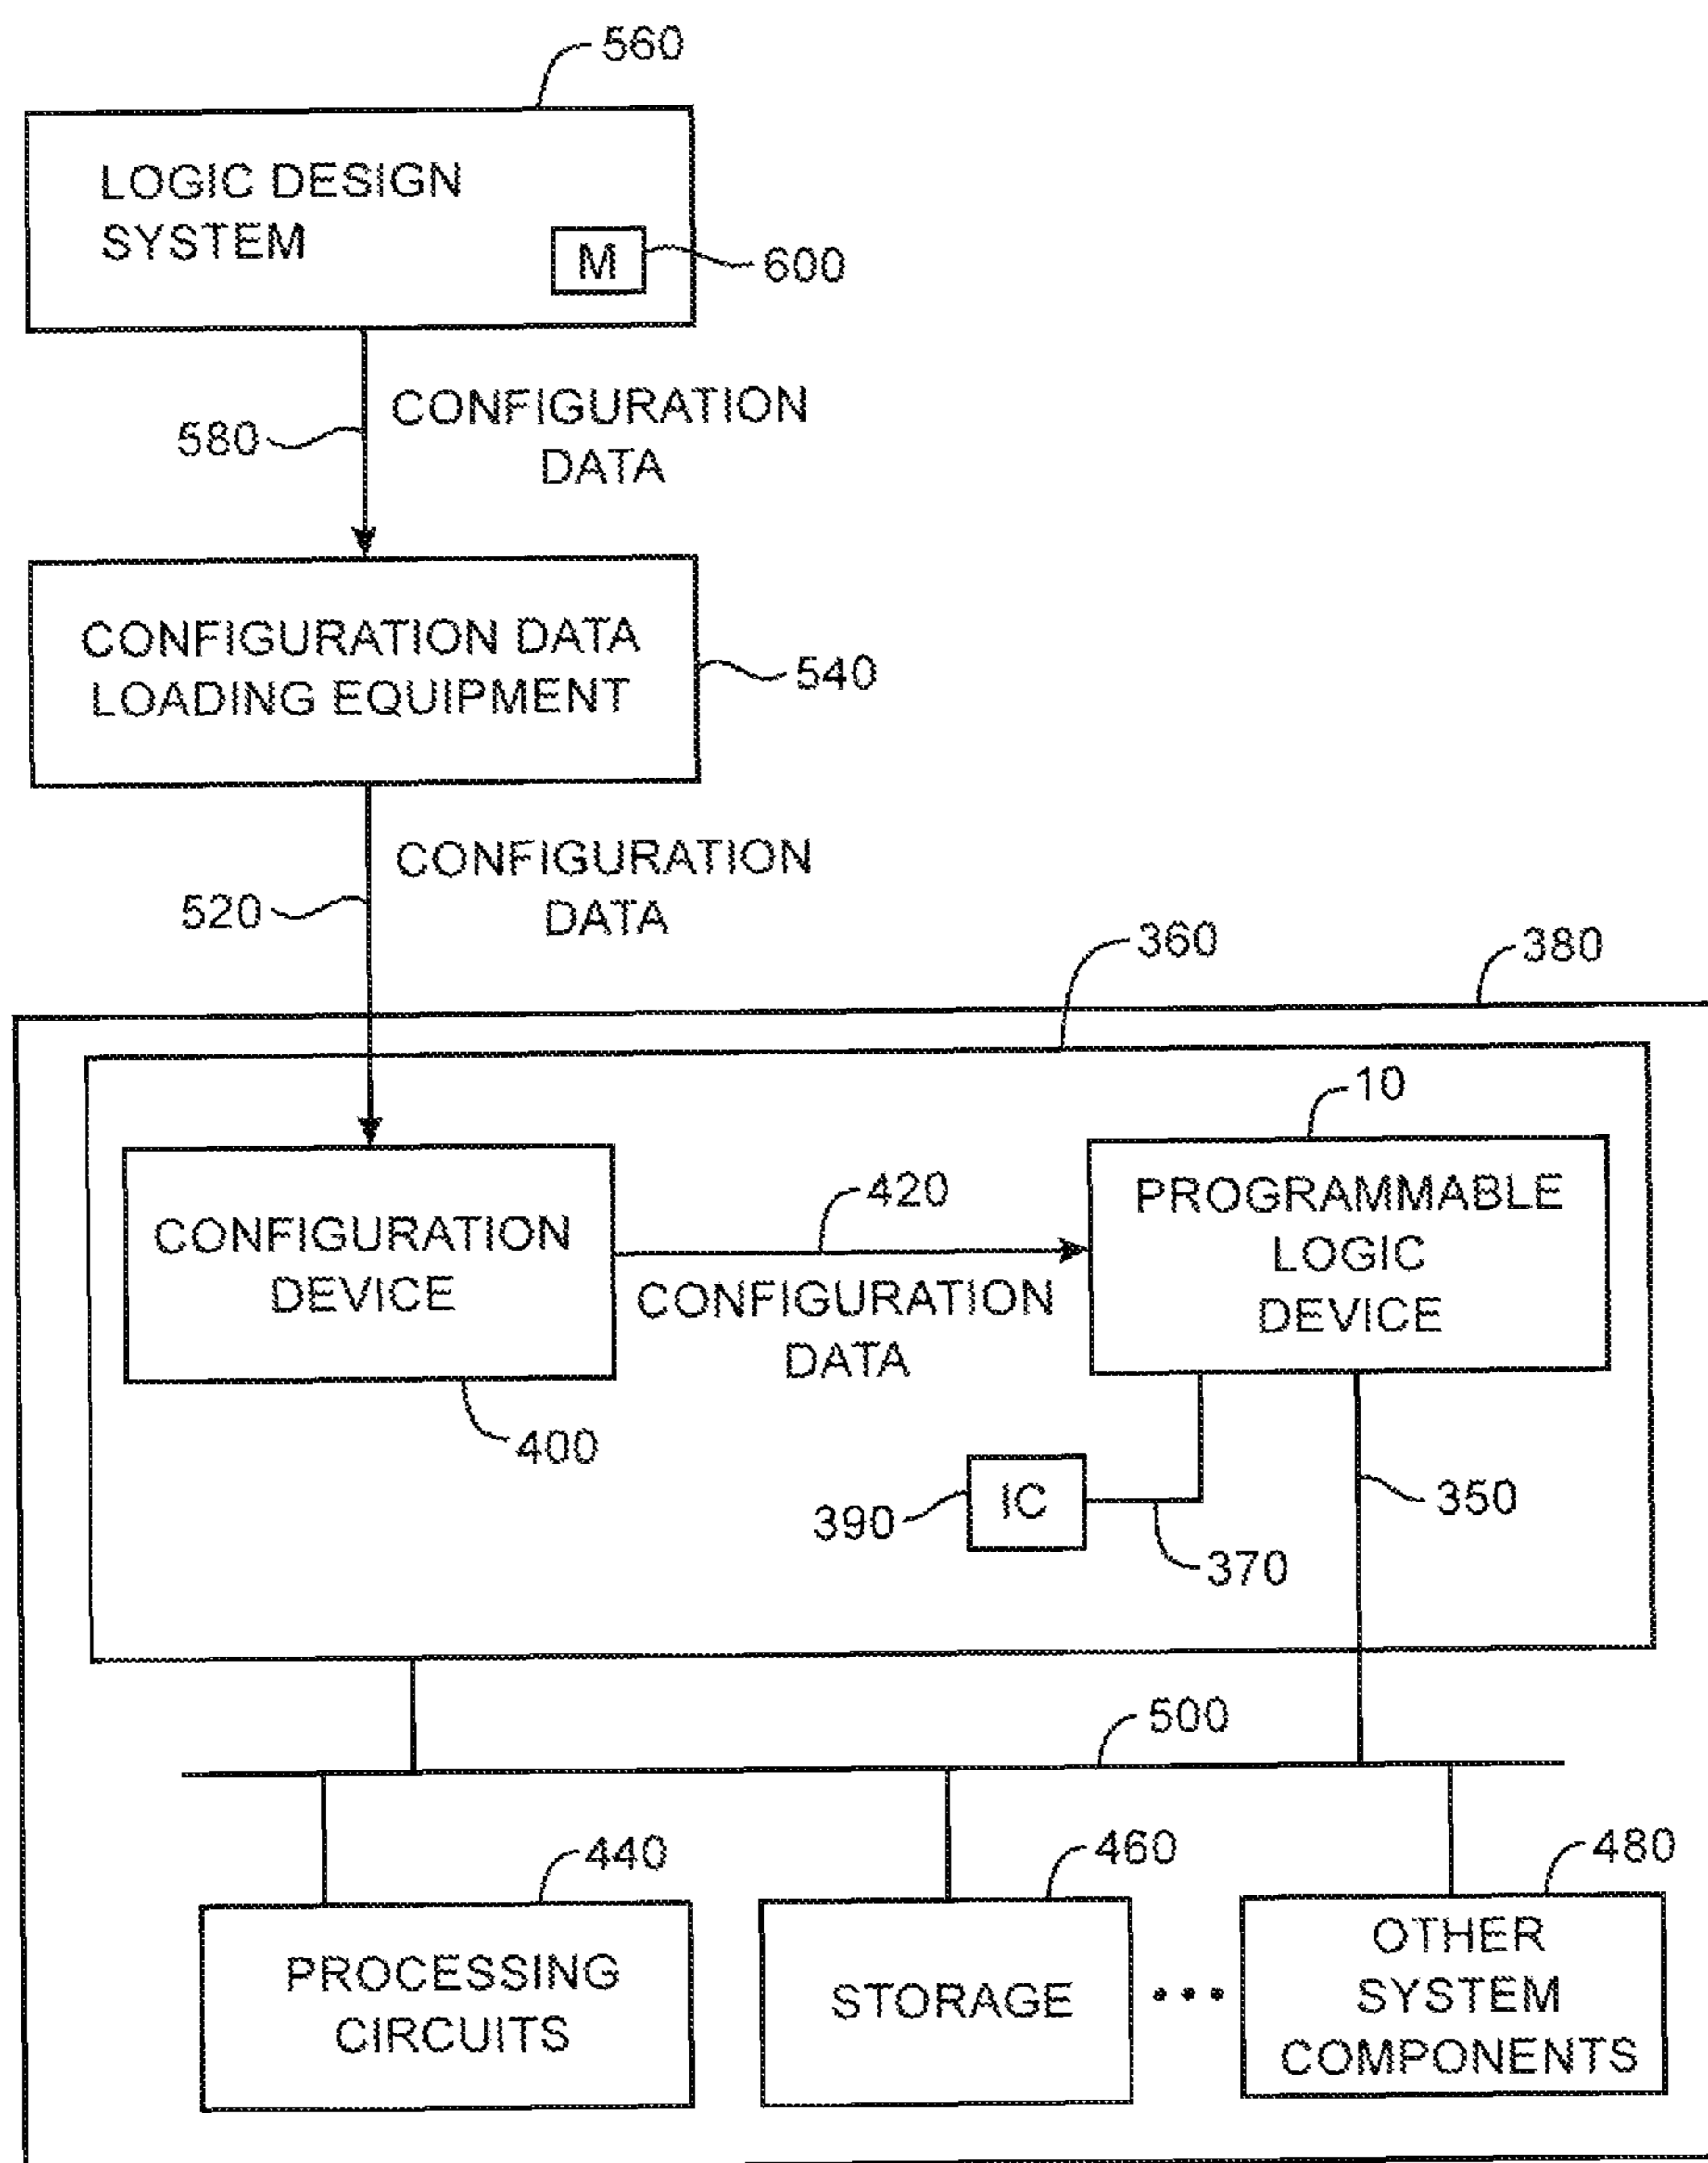 560
LOGIC DESIGN
SYSTEM
M
600
580
CONFIGURATION
DATA
CONFIGURATION DATA
LOADING EQUIPMENT
540
520
CONFIGURATION
DATA
360
380
10
CONFIGURATION
DEVICE
400
420
CONFIGURATION
DATA
PROGRAMMABLE
LOGIC
DEVICE
390
IC
370
350
500
440
PROCESSING
CIRCUITS
460
STORAGE
...
480
OTHER
SYSTEM
COMPONENTS